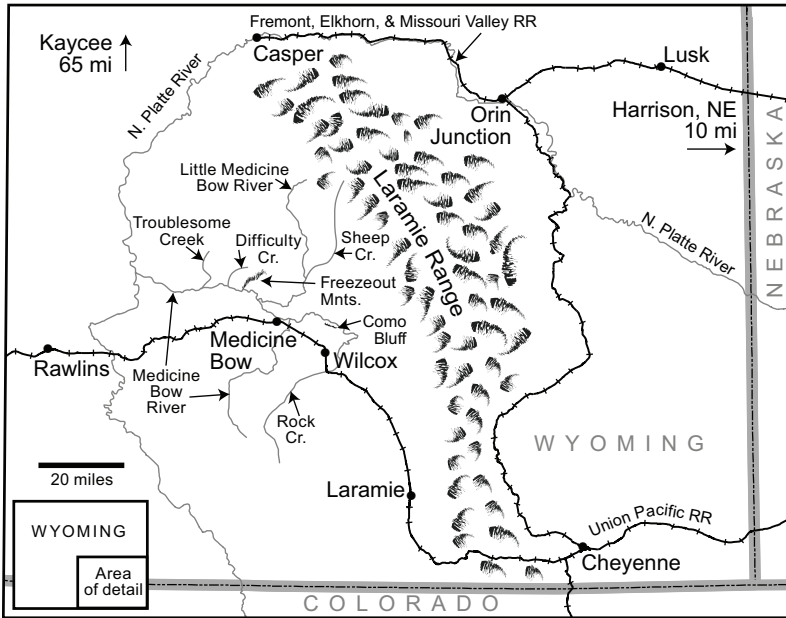 Fremont, Elkhorn, & Missouri Valley RR
Kaycee
65 mi
Casper
Lusk
N. Platte River
Orin
Junction
Harrison, NE
10 mi
NEBRASKA
Little Medicine
Bow River
Laramie Range
Troublesome
Creek
Difficulty
Cr.
Sheep
Cr.
N. Platte River
Freezeout
Mnts.
Como
Bluff
Medicine
Bow
Wilcox
Rawlins
Medicine
Bow
River
Rock
Cr.
WYOMING
20 miles
Laramie
Union Pacific RR
WYOMING
Cheyenne
Area
of detail
COLORADO